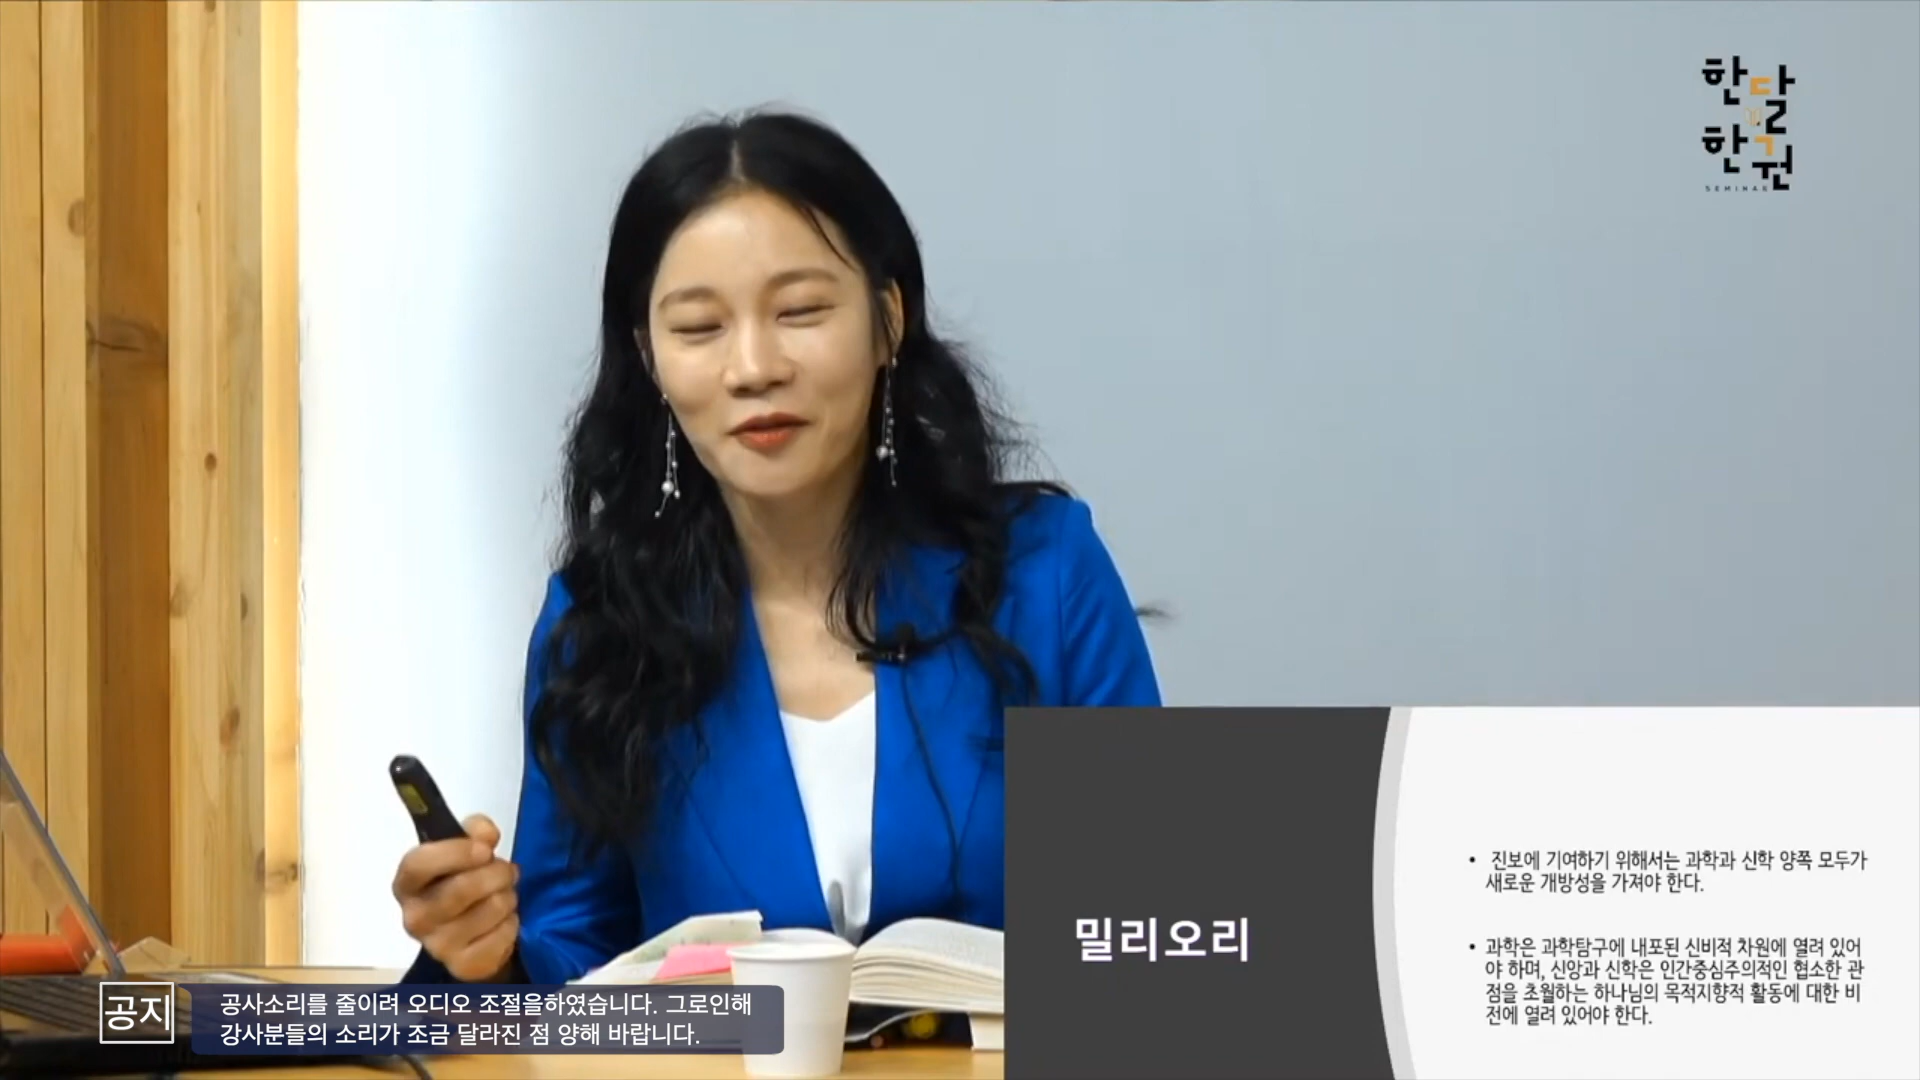 한달
한권
SEMINAR
밀리오리
• 진보에 기여하기 위해서는 과학과 신학 양쪽 모두가
새로운 개방성을 가져야 한다.
• 과학은 과학탐구에 내포된 신비적 차원에 열려 있어
야 하며, 신앙과 신학은 인간중심주의적인 협소한 관
점을 초월하는 하나님의 목적지향적 활동에 대한 비
전에 열려 있어야 한다.
공지
공사소리를 줄이려 오디오 조절을하였습니다. 그로인해
강사분들의 소리가 조금 달라진 점 양해 바랍니다.